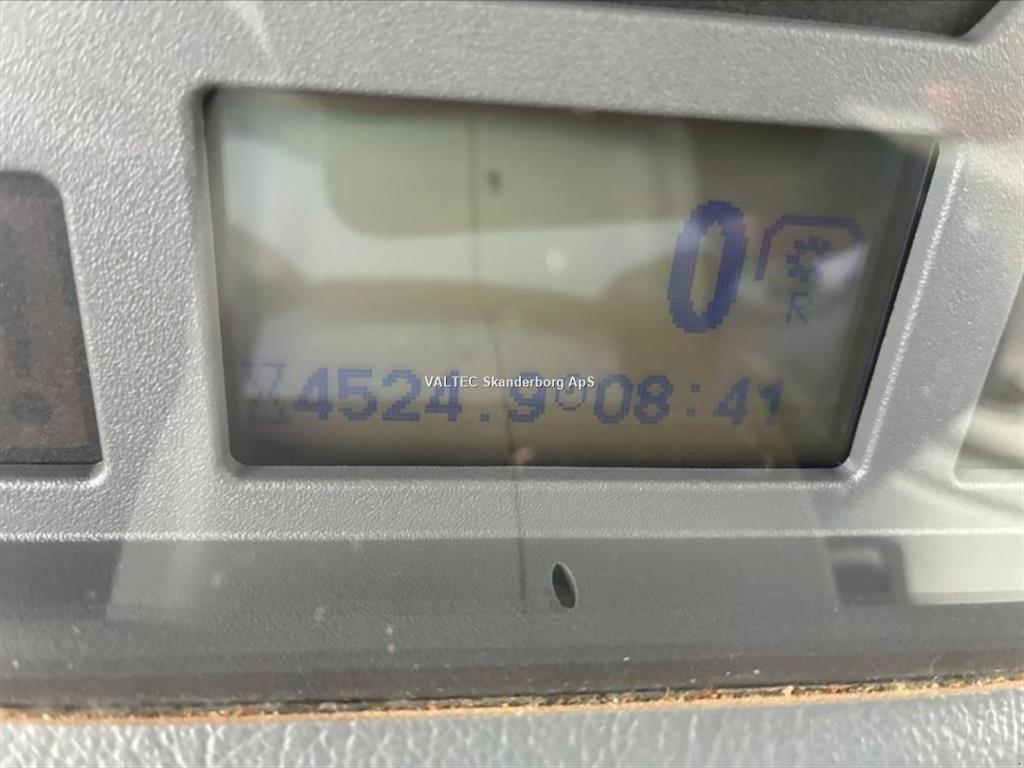 0
R
4524.9 08:41
VALTEC Skanderborg ApS